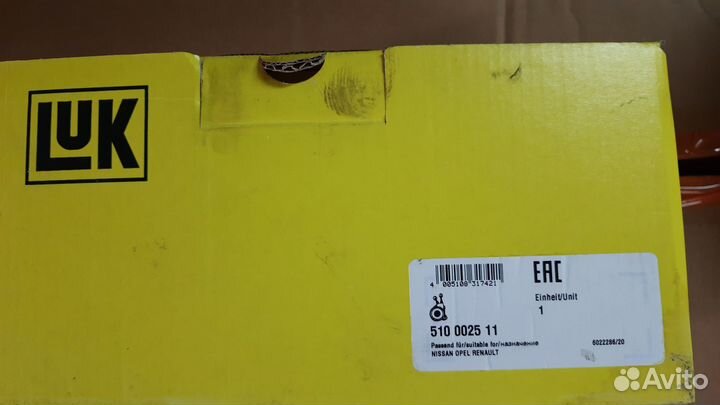 LUK
4 005108 317421
EAC
Einheit/Unit
1
510 0025 11
Passend für/suitable for/назначение
6022286/20
NISSAN OPEL RENAULT
Avito